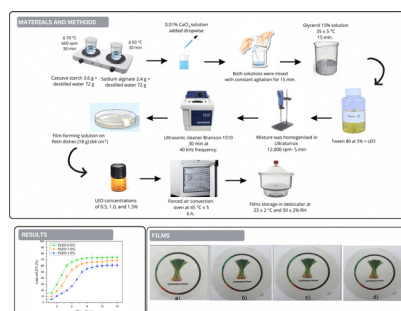 MATERIALS AND METHODS
Δ 70 °C
600 rpm
30 min
Δ 60 °C
30 min
Cassava starch 3.6 g +
destilled water 72 g
Sodium alginate 2.4 g +
destilled water 72 g
0.01% CaCl2 solution
added dropwise
Both solutions were mixed
with constant agitation for 15 min.
Glycerol 15% solution
35 ± 5 °C
15 min.
Film-forming solution on
Petri dishes (18 g) (64 cm²)
Ultrasonic cleaner Branson-1510
30 min at
40 kHz frequency.
Mixture was homogenised in
Ultraturrax
12.000 rpm· 5 min
Tween 80 at 5% + LEO
LEO concentrations
of 0.5, 1.0, and 1.5%
Forced air convection
oven at 45 °C ± 5
6 h.
Films storage in desiccator at
23 ± 2 °C and 50 ± 2% RH
RESULTS
FILMS
a)
b)
c)
d)